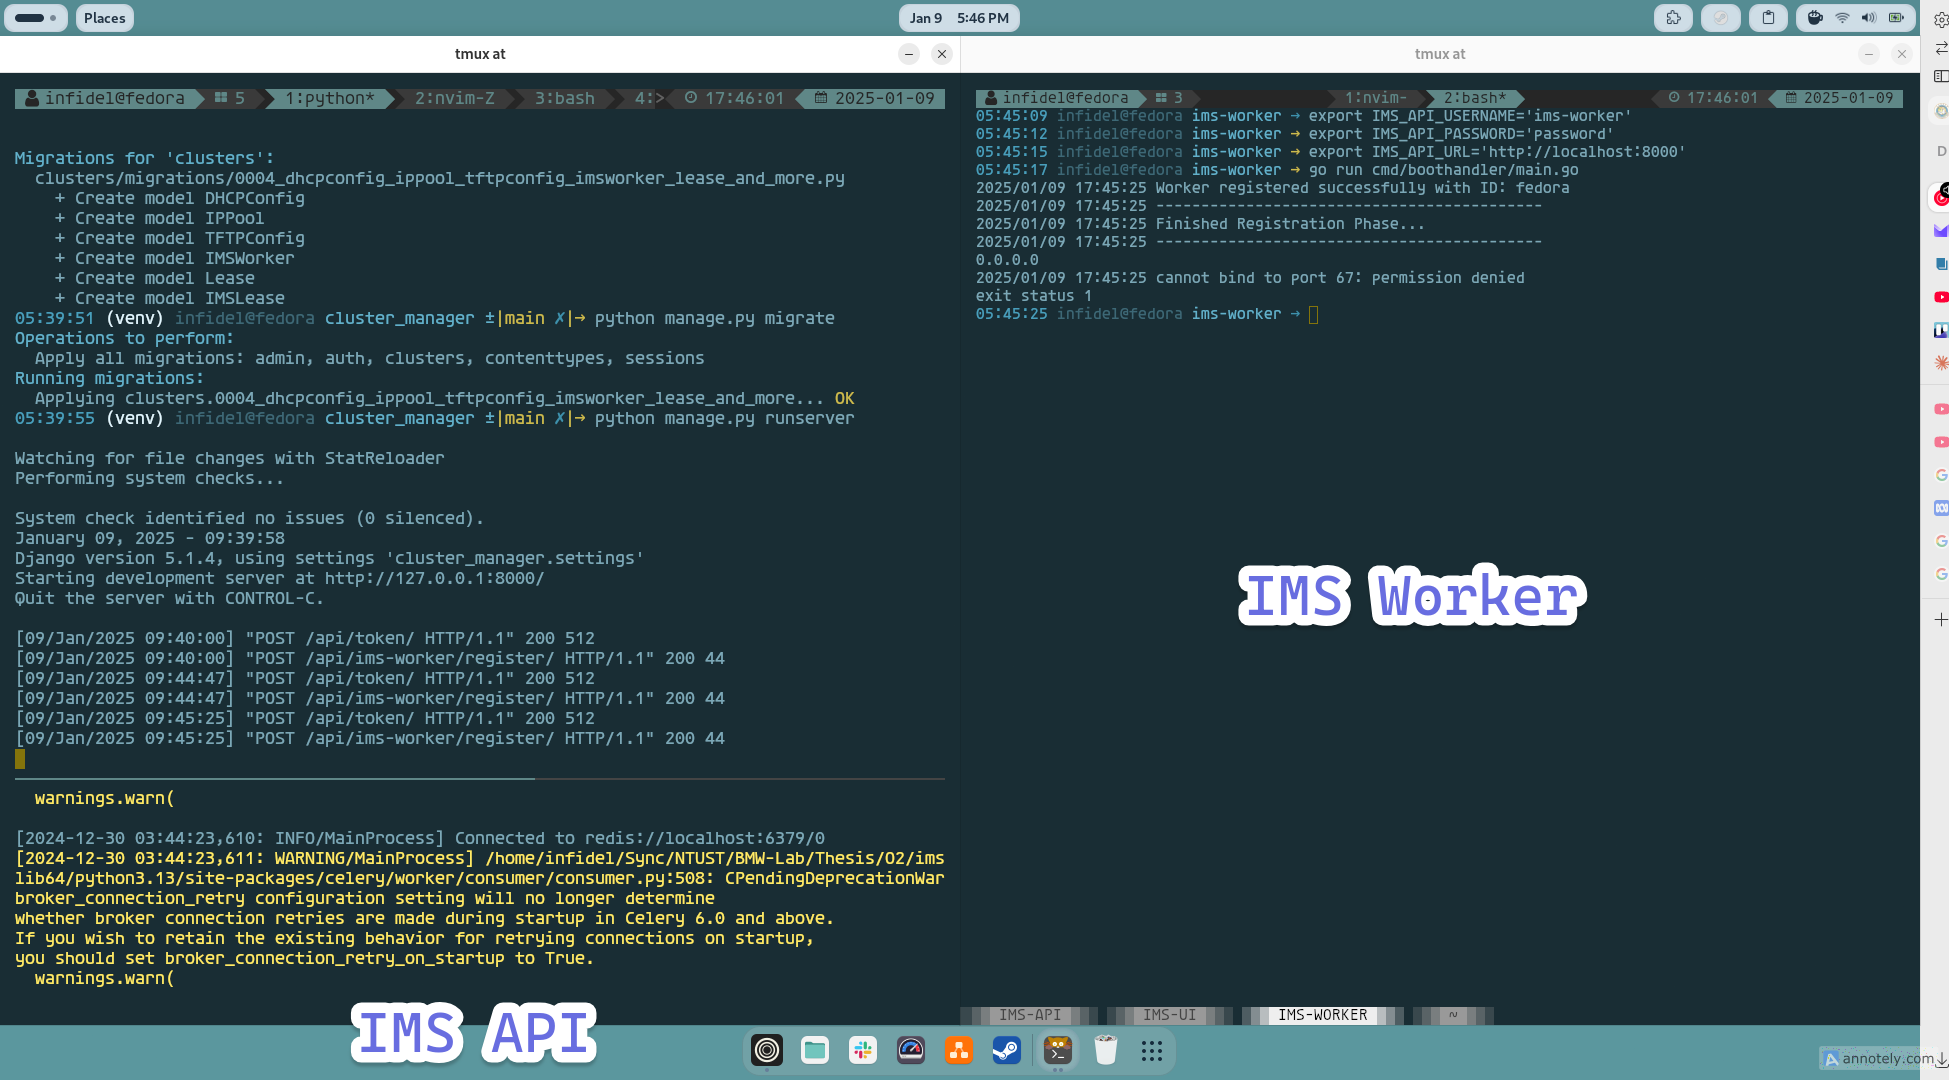 Places
Jan 9 5:46 PM
tmux at
infidel@fedora 5 1:python* 2:nvim-Z 3:bash 4:> 17:46:01 2025-01-09
Migrations for 'clusters':
clusters/migrations/0004_dhcpconfig_ippool_tftpconfig_imsworker_lease_and_more.py
+ Create model DHCPConfig
+ Create model IPPool
+ Create model TFTPConfig
+ Create model IMSWorker
+ Create model Lease
+ Create model IMSLease
05:39:51 (venv) infidel@fedora cluster_manager ±|main ✗|→ python manage.py migrate
Operations to perform:
Apply all migrations: admin, auth, clusters, contenttypes, sessions
Running migrations:
Applying clusters.0004_dhcpconfig_ippool_tftpconfig_imsworker_lease_and_more... OK
05:39:55 (venv) infidel@fedora cluster_manager ±|main ✗|→ python manage.py runserver
Watching for file changes with StatReloader
Performing system checks...
System check identified no issues (0 silenced).
January 09, 2025 - 09:39:58
Django version 5.1.4, using settings 'cluster_manager.settings'
Starting development server at http://127.0.0.1:8000/
Quit the server with CONTROL-C.
[09/Jan/2025 09:40:00] "POST /api/token/ HTTP/1.1" 200 512
[09/Jan/2025 09:40:00] "POST /api/ims-worker/register/ HTTP/1.1" 200 44
[09/Jan/2025 09:44:47] "POST /api/token/ HTTP/1.1" 200 512
[09/Jan/2025 09:44:47] "POST /api/ims-worker/register/ HTTP/1.1" 200 44
[09/Jan/2025 09:45:25] "POST /api/token/ HTTP/1.1" 200 512
[09/Jan/2025 09:45:25] "POST /api/ims-worker/register/ HTTP/1.1" 200 44
warnings.warn(
[2024-12-30 03:44:23,610: INFO/MainProcess] Connected to redis://localhost:6379/0
[2024-12-30 03:44:23,611: WARNING/MainProcess] /home/infidel/Sync/NTUST/BMW-Lab/Thesis/O2/ims
lib64/python3.13/site-packages/celery/worker/consumer/consumer.py:508: CPendingDeprecationWar
broker_connection_retry configuration setting will no longer determine
whether broker connection retries are made during startup in Celery 6.0 and above.
If you wish to retain the existing behavior for retrying connections on startup,
you should set broker_connection_retry_on_startup to True.
warnings.warn(
IMS API
tmux at
infidel@fedora 3 1:nvim- 2:bash* 17:46:01 2025-01-09
05:45:09 infidel@fedora ims-worker → export IMS_API_USERNAME='ims-worker'
05:45:12 infidel@fedora ims-worker → export IMS_API_PASSWORD='password'
05:45:15 infidel@fedora ims-worker → export IMS_API_URL='http://localhost:8000'
05:45:17 infidel@fedora ims-worker → go run cmd/boothandler/main.go
2025/01/09 17:45:25 Worker registered successfully with ID: fedora
2025/01/09 17:45:25 -------------------------------------------
2025/01/09 17:45:25 Finished Registration Phase...
2025/01/09 17:45:25 -------------------------------------------
0.0.0.0
2025/01/09 17:45:25 cannot bind to port 67: permission denied
exit status 1
05:45:25 infidel@fedora ims-worker →
IMS Worker
IMS-API IMS-UI IMS-WORKER ~
D
annotely.com